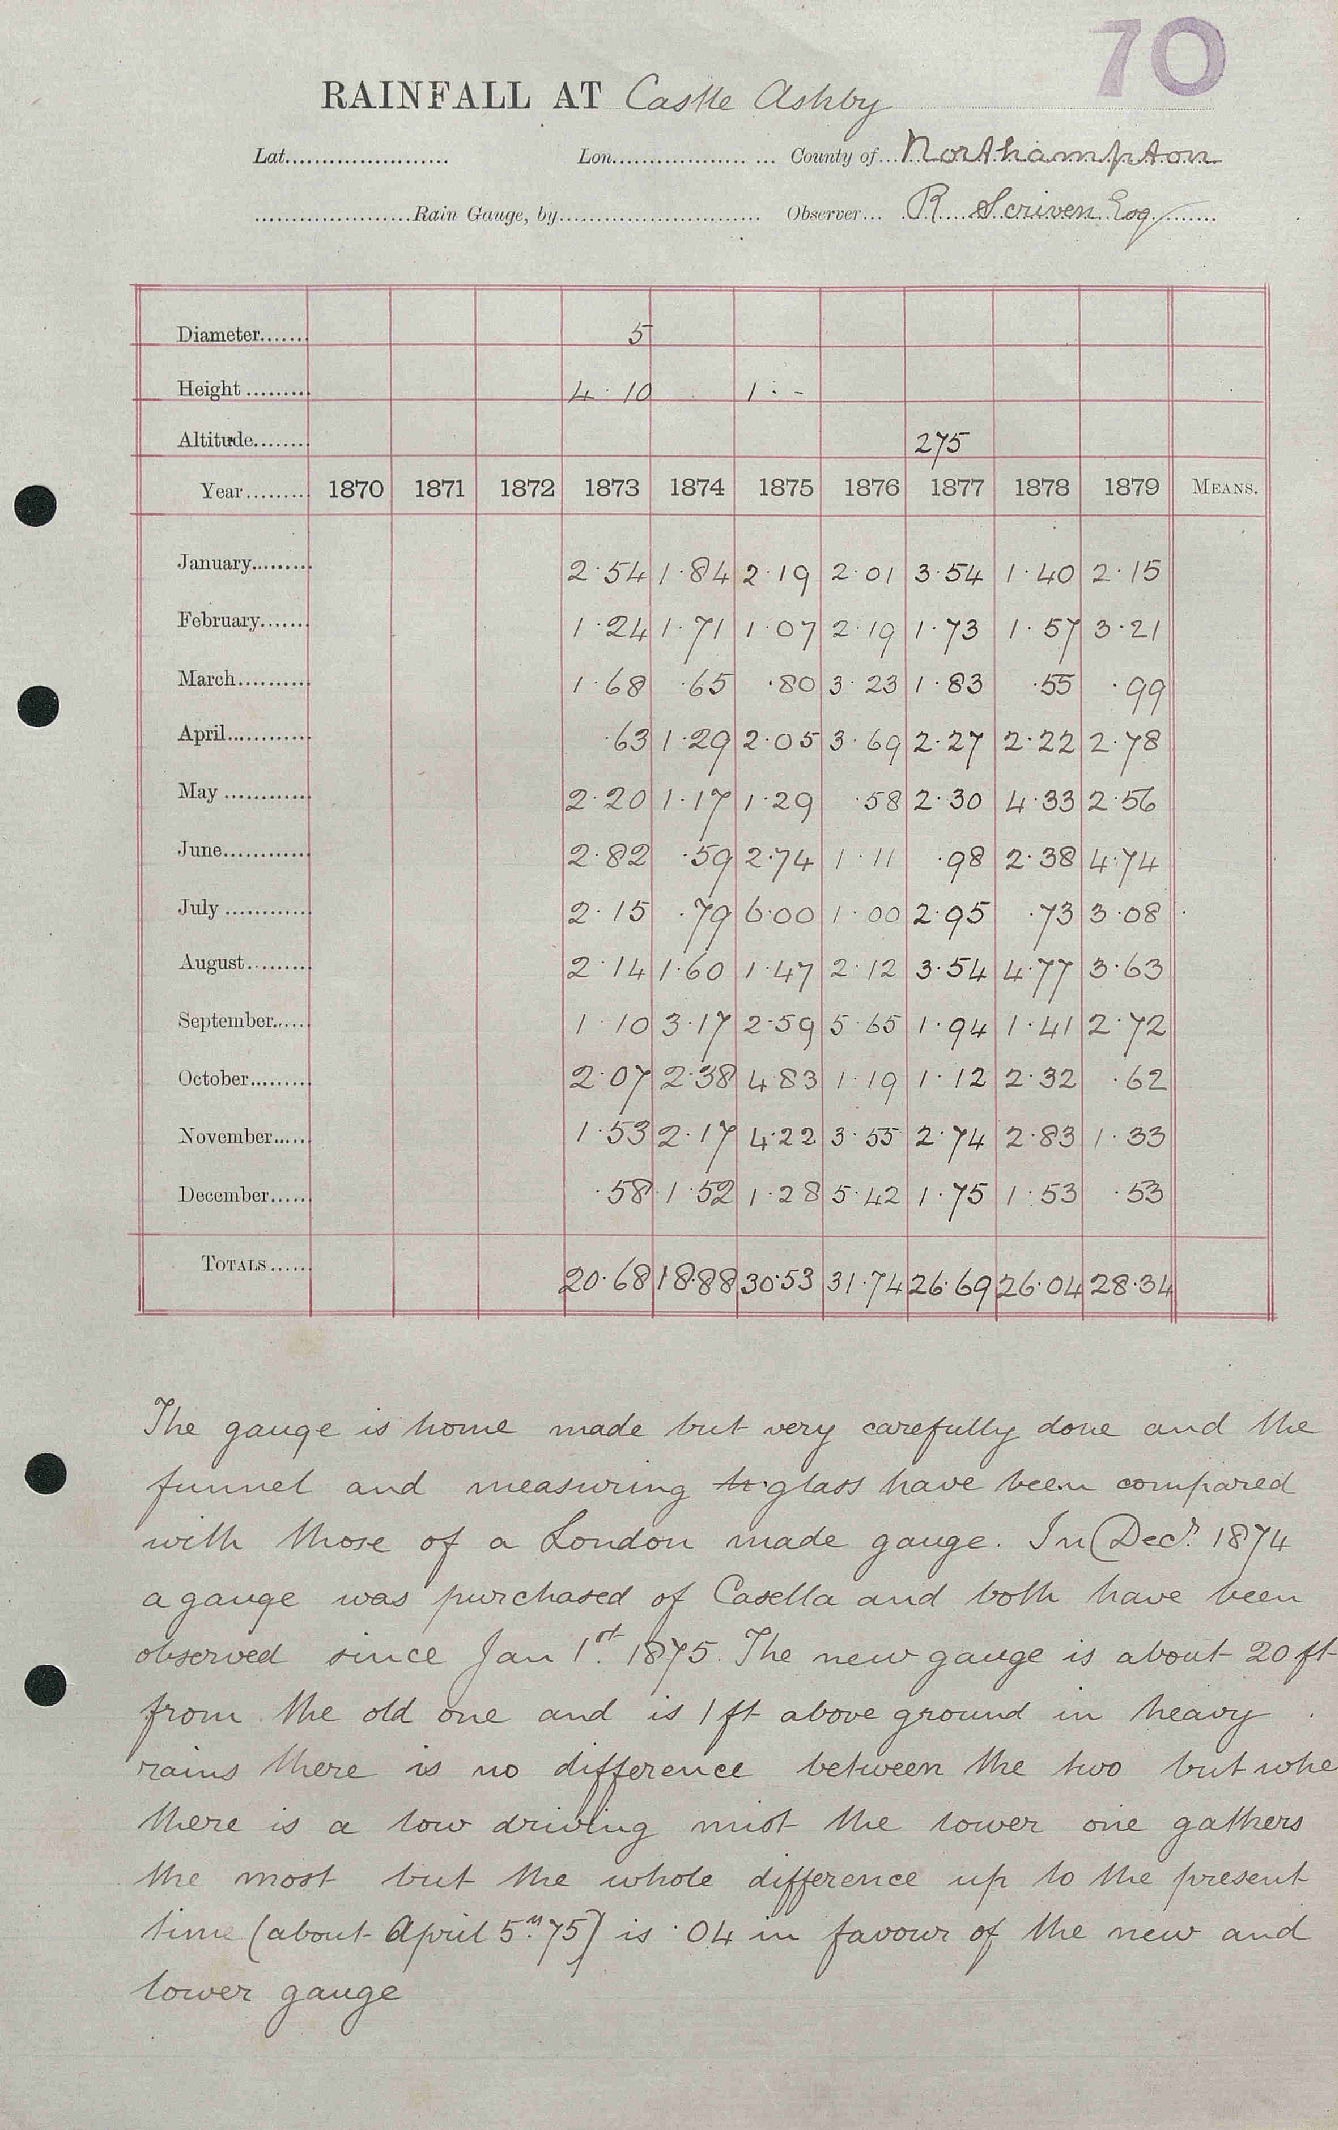 70
RAINFALL AT Castle Ashby
Lat...................... Lon.................. ... County of... Northampton
......................Rain Gauge, by............................ Observer... R Scriven Esq
Diameter....... 5
Height ......... 4 · 10 1 · -
Altitude........ 275
Year......... 1870 1871 1872 1873 1874 1875 1876 1877 1878 1879 MEANS.
January......... 2·54 1·84 2·19 2·01 3·54 1·40 2·15
February....... 1·24 1·71 1·07 2·19 1·73 1·57 3·21
March.......... 1·68 ·65 ·80 3·23 1·83 ·55 ·99
April............ ·63 1·29 2·05 3·69 2·27 2·22 2·78
May ............ 2·20 1·17 1·29 ·58 2·30 4·33 2·56
June............ 2·82 ·59 2·74 1·11 ·98 2·38 4·74
July ............ 2·15 ·79 6·00 1·00 2·95 ·73 3·08
August......... 2·14 1·60 1·47 2·12 3·54 4·77 3·63
September...... 1·10 3·17 2·59 5·65 1·94 1·41 2·72
October........ 2·07 2·38 4·83 1·19 1·12 2·32 ·62
November..... 1·53 2·17 4·22 3·55 2·74 2·83 1·33
December...... ·58 1·52 1·28 5·42 1·75 1·53 ·53
TOTALS...... 20·68 18·88 30·53 31·74 26·69 26·04 28·34
The gauge is home made but very carefully done and the
funnel and measuring glass have been compared
with those of a London made gauge. In Decr. 1874
a gauge was purchased of Casella and both have been
observed since Jan 1st. 1875. The new gauge is about 20 ft
from the old one and is 1 ft above ground in heavy
rains there is no difference between the two but whe
there is a low driving mist the lower one gathers
the most but the whole difference up to the present
time (about April 5th 75) is ·04 in favour of the new and
lower gauge